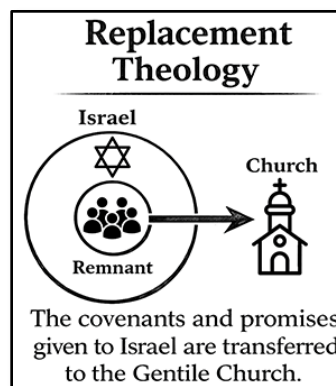 Replacement
Theology
Israel
Church
Remnant
The covenants and promises
given to Israel are transferred
to the Gentile Church.